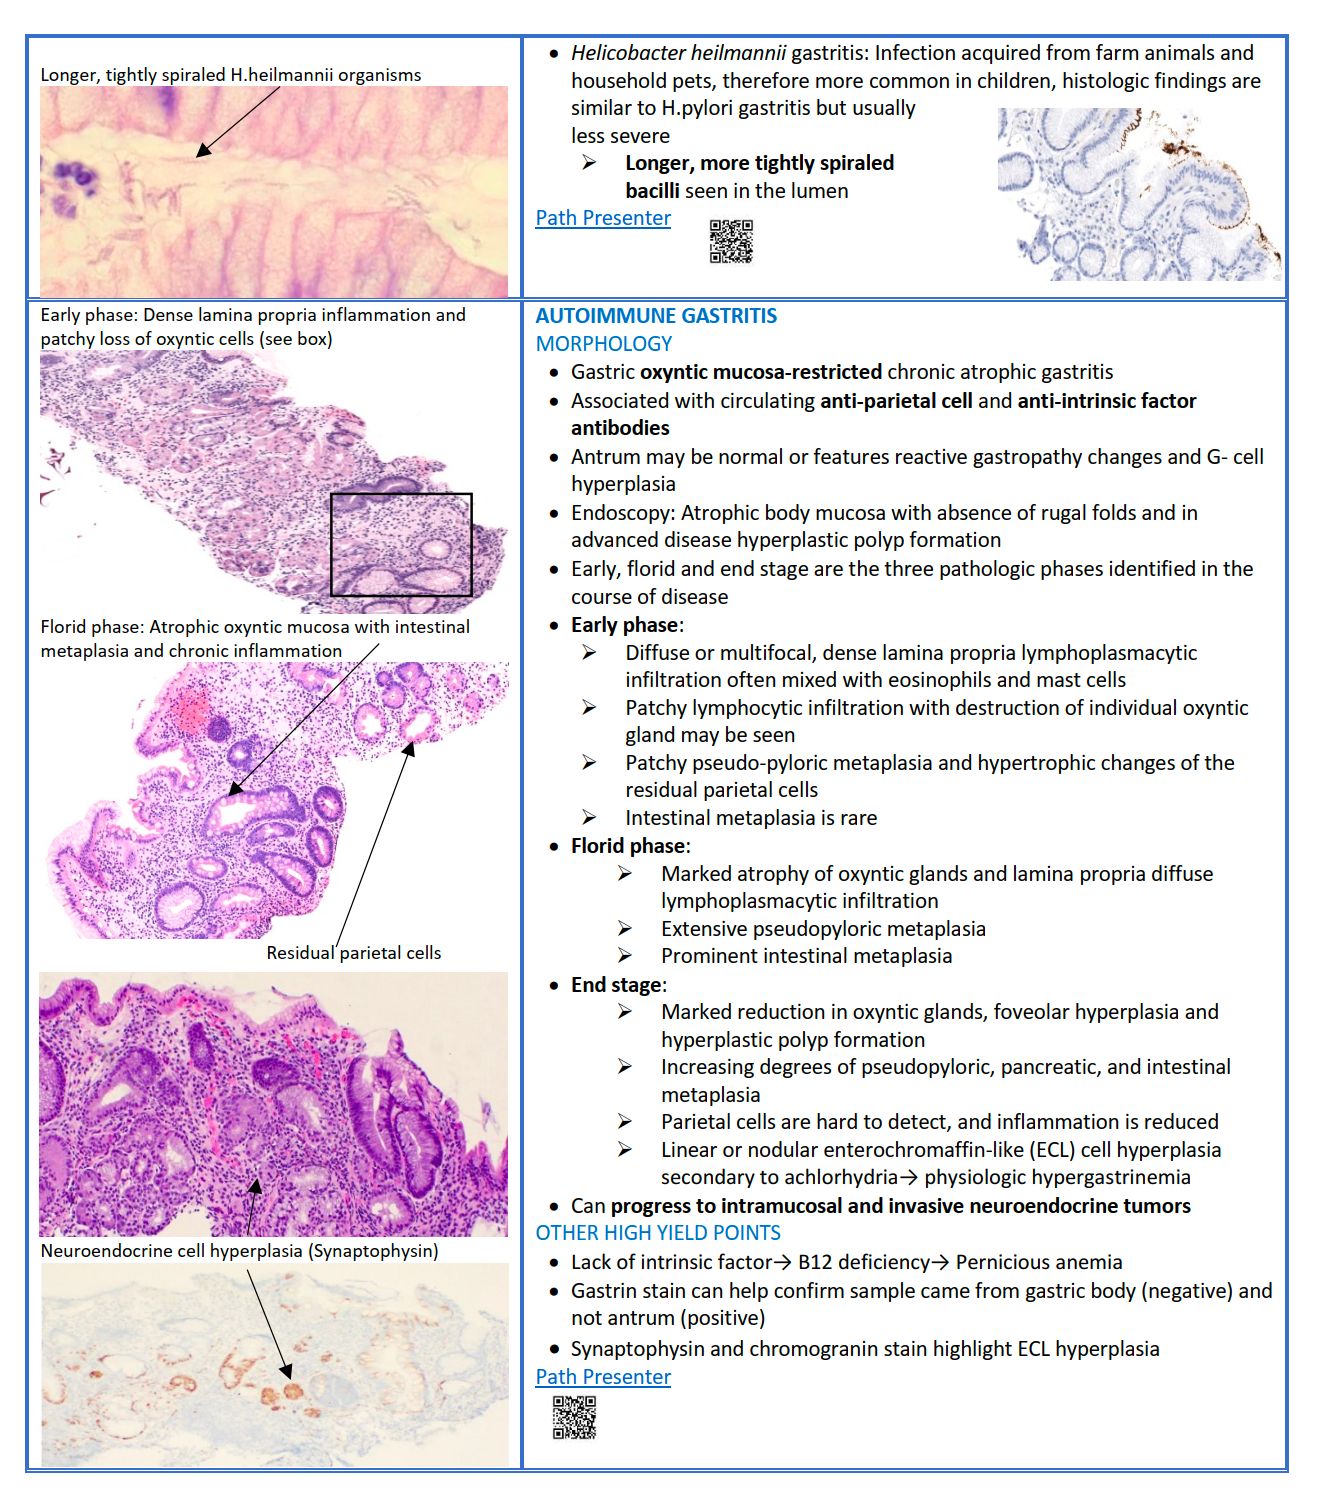 Longer, tightly spiraled H.heilmannii organisms
• Helicobacter heilmannii gastritis: Infection acquired from farm animals and
household pets, therefore more common in children, histologic findings are
similar to H.pylori gastritis but usually
less severe
➢ Longer, more tightly spiraled
bacilli seen in the lumen
Path Presenter
Early phase: Dense lamina propria inflammation and
patchy loss of oxyntic cells (see box)
Florid phase: Atrophic oxyntic mucosa with intestinal
metaplasia and chronic inflammation
Residual parietal cells
Neuroendocrine cell hyperplasia (Synaptophysin)
AUTOIMMUNE GASTRITIS
MORPHOLOGY
• Gastric oxyntic mucosa-restricted chronic atrophic gastritis
• Associated with circulating anti-parietal cell and anti-intrinsic factor
antibodies
• Antrum may be normal or features reactive gastropathy changes and G- cell
hyperplasia
• Endoscopy: Atrophic body mucosa with absence of rugal folds and in
advanced disease hyperplastic polyp formation
• Early, florid and end stage are the three pathologic phases identified in the
course of disease
• Early phase:
➢ Diffuse or multifocal, dense lamina propria lymphoplasmacytic
infiltration often mixed with eosinophils and mast cells
➢ Patchy lymphocytic infiltration with destruction of individual oxyntic
gland may be seen
➢ Patchy pseudo-pyloric metaplasia and hypertrophic changes of the
residual parietal cells
➢ Intestinal metaplasia is rare
• Florid phase:
➢ Marked atrophy of oxyntic glands and lamina propria diffuse
lymphoplasmacytic infiltration
➢ Extensive pseudopyloric metaplasia
➢ Prominent intestinal metaplasia
• End stage:
➢ Marked reduction in oxyntic glands, foveolar hyperplasia and
hyperplastic polyp formation
➢ Increasing degrees of pseudopyloric, pancreatic, and intestinal
metaplasia
➢ Parietal cells are hard to detect, and inflammation is reduced
➢ Linear or nodular enterochromaffin-like (ECL) cell hyperplasia
secondary to achlorhydria→ physiologic hypergastrinemia
• Can progress to intramucosal and invasive neuroendocrine tumors
OTHER HIGH YIELD POINTS
• Lack of intrinsic factor→ B12 deficiency→ Pernicious anemia
• Gastrin stain can help confirm sample came from gastric body (negative) and
not antrum (positive)
• Synaptophysin and chromogranin stain highlight ECL hyperplasia
Path Presenter